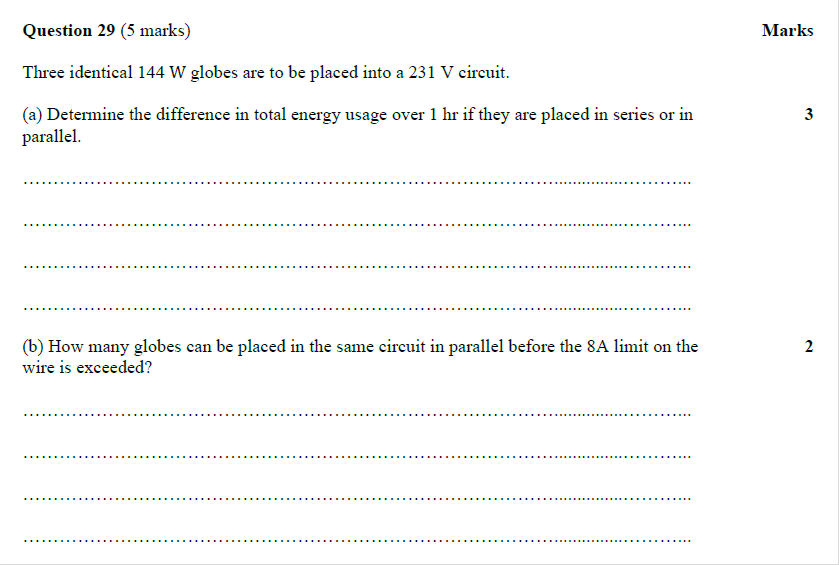 Question 29 (5 marks) Marks
Three identical 144 W globes are to be placed into a 231 V circuit.
(a) Determine the difference in total energy usage over 1 hr if they are placed in series or in 3
parallel.
(b) How many globes can be placed in the same circuit in parallel before the 8A limit on the 2
wire is exceeded?